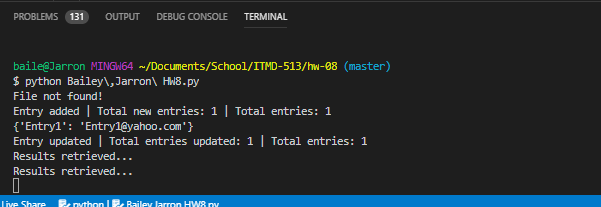 PROBLEMS 131 OUTPUT DEBUG CONSOLE TERMINAL
baile@Jarron MINGW64 ~/Documents/School/ITMD-513/hw-08 (master)
$ python Bailey\,Jarron\ HW8.py
File not found!
Entry added | Total new entries: 1 | Total entries: 1
{'Entry1': 'Entry1@yahoo.com'}
Entry updated | Total entries updated: 1 | Total entries: 1
Results retrieved...
Results retrieved...
Live Share python | Bailey Jarron HW8.py